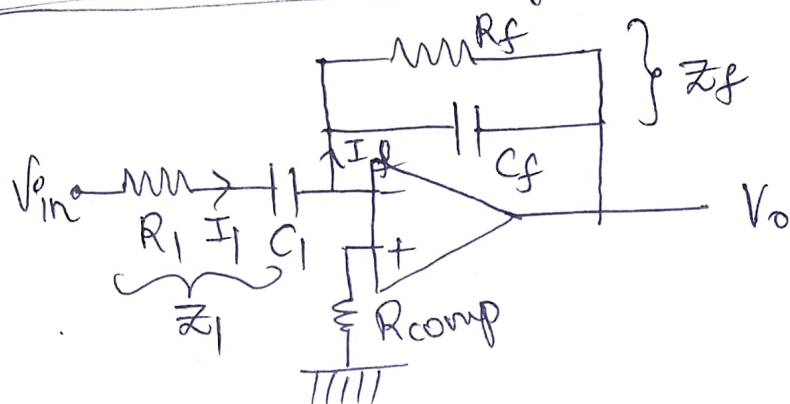 Rf
Zf
If
Cf
Vin
R1
I1
C1
−
+
Vo
Z1
Rcomp